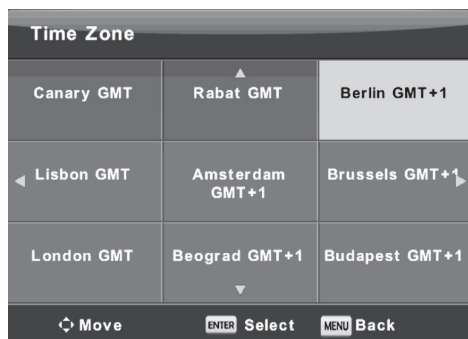 Time Zone
Canary GMT
Rabat GMT
Berlin GMT+1
Lisbon GMT
Amsterdam
GMT+1
Brussels GMT+1
London GMT
Beograd GMT+1
Budapest GMT+1
Move
ENTER Select
MENU Back